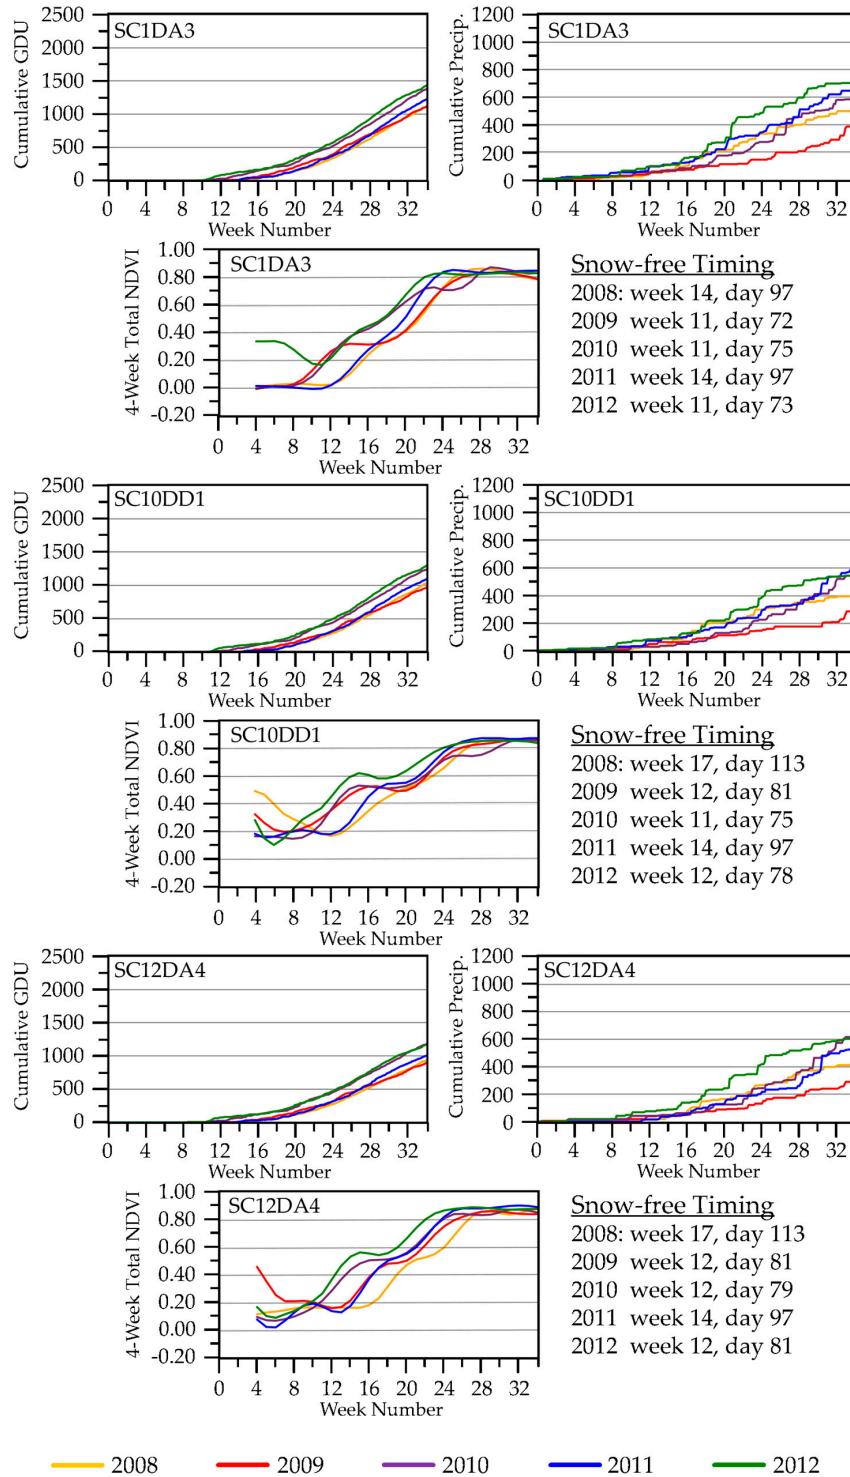 SC1DA3
Cumulative GDU
2500
2000
1500
1000
500
0
0 4 8 12 16 20 24 28 32
Week Number
SC1DA3
Cumulative Precip.
1200
1000
800
600
400
200
0
0 4 8 12 16 20 24 28 32
Week Number
SC1DA3
4-Week Total NDVI
1.00
0.80
0.60
0.40
0.20
0.00
-0.20
0 4 8 12 16 20 24 28 32
Week Number
Snow-free Timing
2008: week 14, day 97
2009 week 11, day 72
2010 week 11, day 75
2011 week 14, day 97
2012 week 11, day 73
SC10DD1
Cumulative GDU
2500
2000
1500
1000
500
0
0 4 8 12 16 20 24 28 32
Week Number
SC10DD1
Cumulative Precip.
1200
1000
800
600
400
200
0
0 4 8 12 16 20 24 28 32
Week Number
SC10DD1
4-Week Total NDVI
1.00
0.80
0.60
0.40
0.20
0.00
-0.20
0 4 8 12 16 20 24 28 32
Week Number
Snow-free Timing
2008: week 17, day 113
2009 week 12, day 81
2010 week 11, day 75
2011 week 14, day 97
2012 week 12, day 78
SC12DA4
Cumulative GDU
2500
2000
1500
1000
500
0
0 4 8 12 16 20 24 28 32
Week Number
SC12DA4
Cumulative Precip.
1200
1000
800
600
400
200
0
0 4 8 12 16 20 24 28 32
Week Number
SC12DA4
4-Week Total NDVI
1.00
0.80
0.60
0.40
0.20
0.00
-0.20
0 4 8 12 16 20 24 28 32
Week Number
Snow-free Timing
2008: week 17, day 113
2009 week 12, day 81
2010 week 12, day 79
2011 week 14, day 97
2012 week 12, day 81
2008 2009 2010 2011 2012